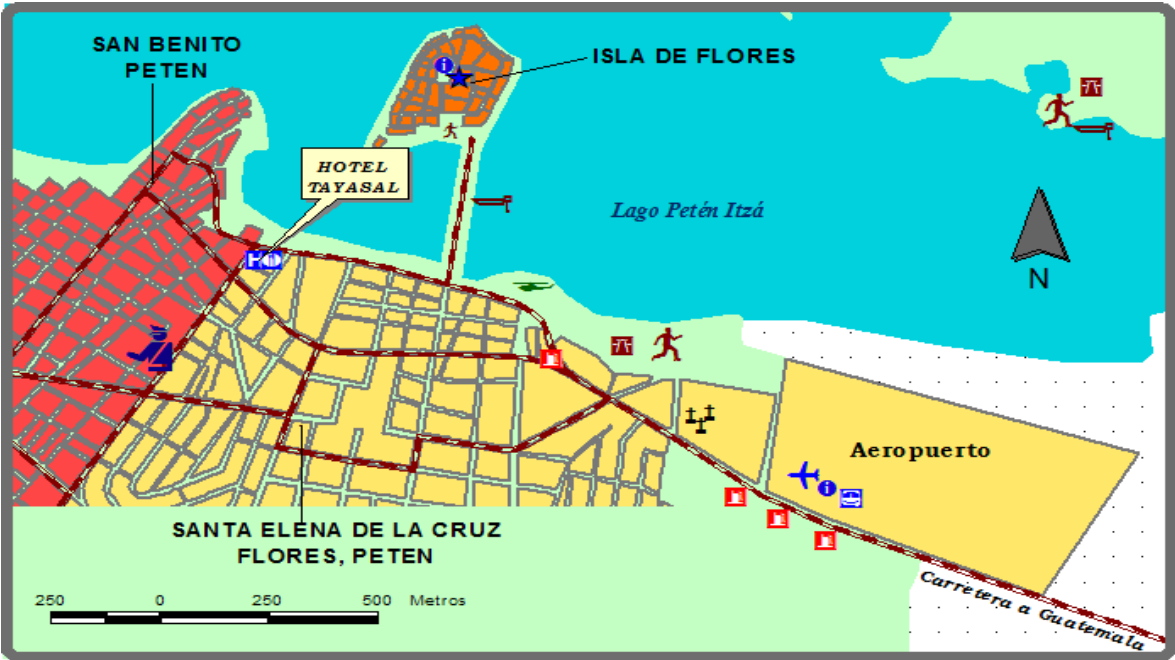 SAN BENITO
PETEN
ISLA DE FLORES
HOTEL
TAYASAL
Lago Petén Itzá
N
H
i
Aeropuerto
i
SANTA ELENA DE LA CRUZ
FLORES, PETEN
Carretera a Guatemala
250 0 250 500 Metros